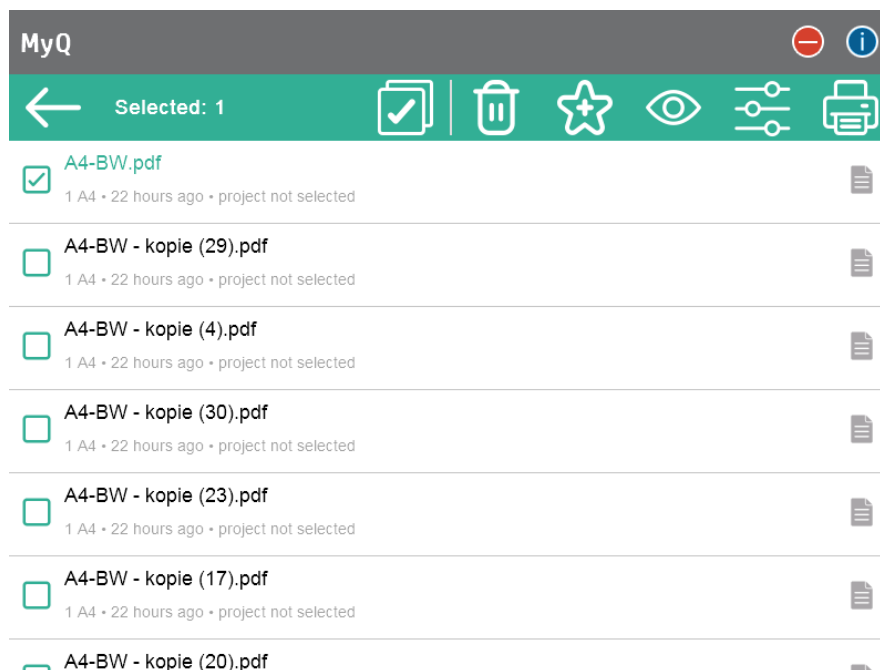 MyQ
Selected: 1
A4-BW.pdf
1 A4 • 22 hours ago • project not selected
A4-BW - kopie (29).pdf
1 A4 • 22 hours ago • project not selected
A4-BW - kopie (4).pdf
1 A4 • 22 hours ago • project not selected
A4-BW - kopie (30).pdf
1 A4 • 22 hours ago • project not selected
A4-BW - kopie (23).pdf
1 A4 • 22 hours ago • project not selected
A4-BW - kopie (17).pdf
1 A4 • 22 hours ago • project not selected
A4-BW - kopie (20).pdf